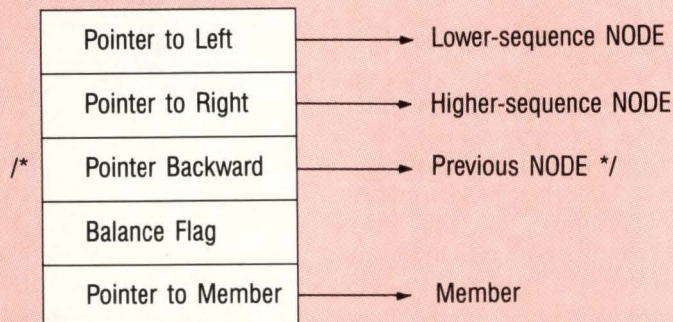 Pointer to Left Lower-sequence NODE
Pointer to Right Higher-sequence NODE
/* Pointer Backward Previous NODE */
Balance Flag
Pointer to Member Member